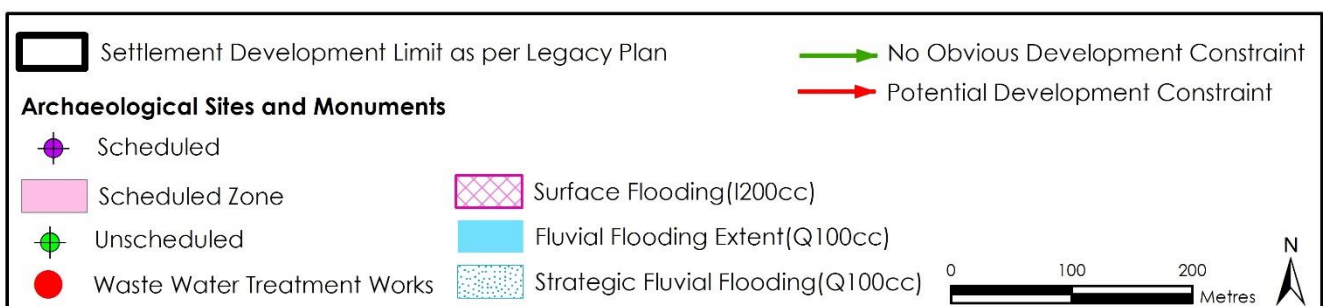 Settlement Development Limit as per Legacy Plan
No Obvious Development Constraint
Potential Development Constraint
Archaeological Sites and Monuments
Scheduled
Scheduled Zone
Unscheduled
Waste Water Treatment Works
Surface Flooding(I200cc)
Fluvial Flooding Extent(Q100cc)
Strategic Fluvial Flooding(Q100cc)
0 100 200
Metres
N